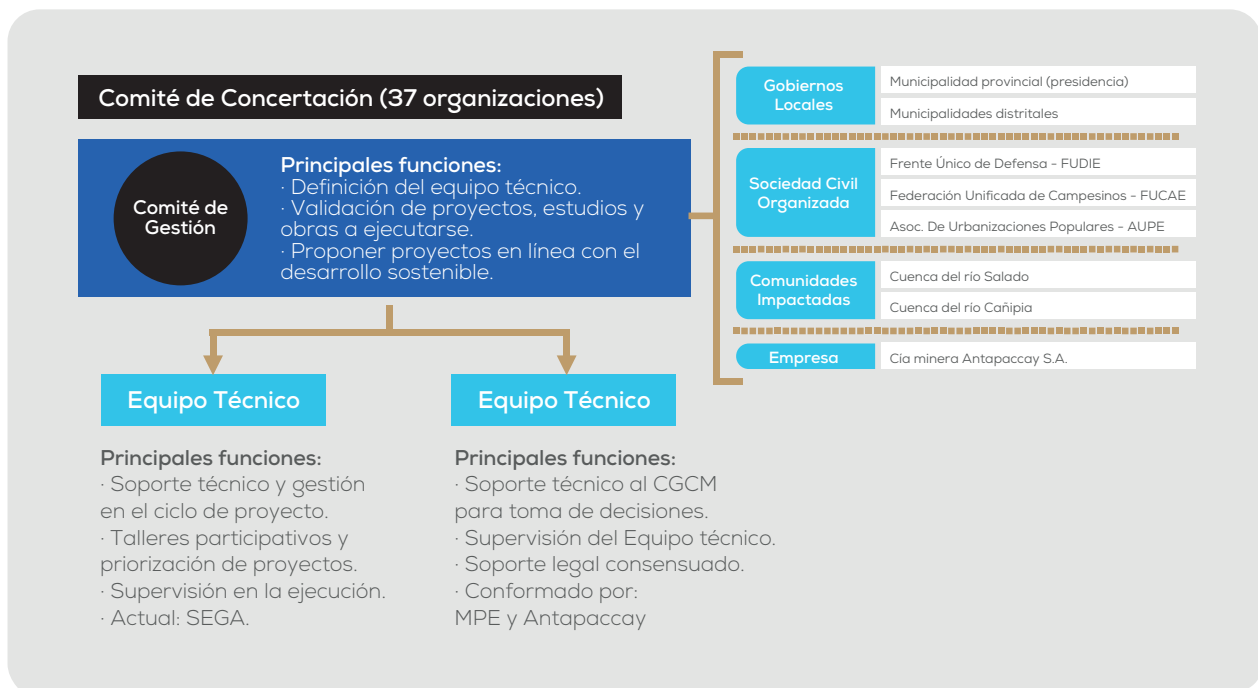 Comité de Concertación (37 organizaciones)
Comité de
Gestión
Principales funciones:
· Definición del equipo técnico.
· Validación de proyectos, estudios y
obras a ejecutarse.
· Proponer proyectos en línea con el
desarrollo sostenible.
Gobiernos
Locales
Municipalidad provincial (presidencia)
Municipalidades distritales
Sociedad Civil
Organizada
Frente Único de Defensa - FUDIE
Federación Unificada de Campesinos - FUCAE
Asoc. De Urbanizaciones Populares - AUPE
Comunidades
Impactadas
Cuenca del río Salado
Cuenca del río Cañipia
Empresa
Cía minera Antapaccay S.A.
Equipo Técnico
Principales funciones:
· Soporte técnico y gestión
en el ciclo de proyecto.
· Talleres participativos y
priorización de proyectos.
· Supervisión en la ejecución.
· Actual: SEGA.
Equipo Técnico
Principales funciones:
· Soporte técnico al CGCM
para toma de decisiones.
· Supervisión del Equipo técnico.
· Soporte legal consensuado.
· Conformado por:
MPE y Antapaccay